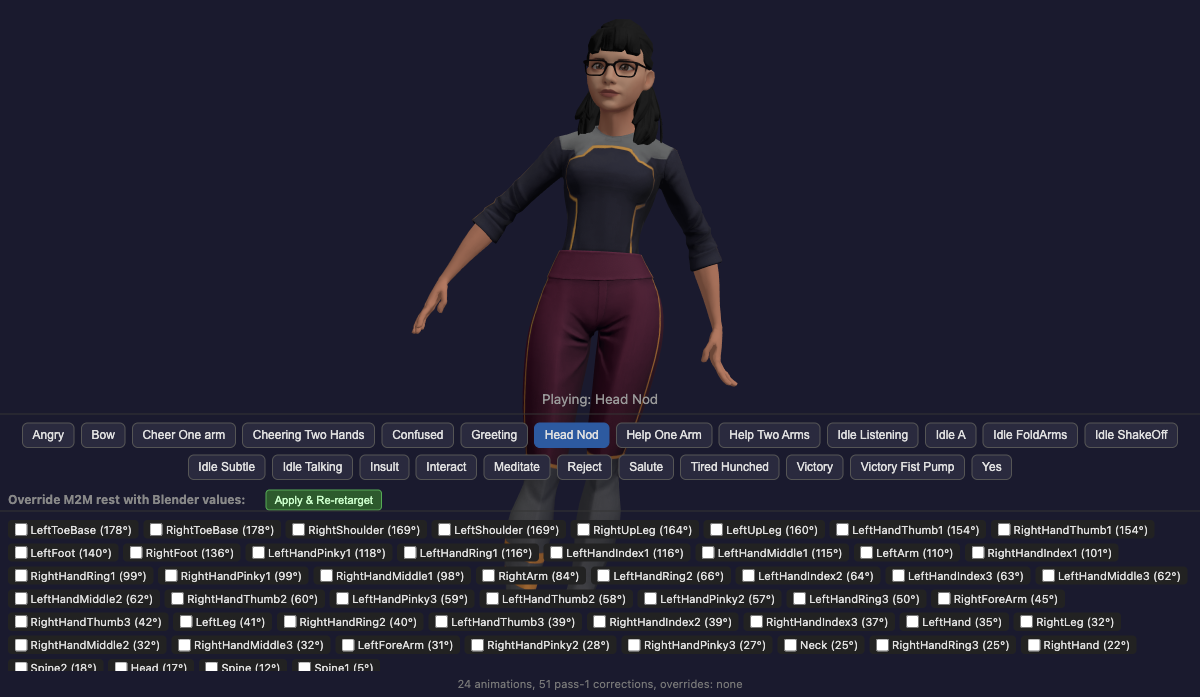 Playing: Head Nod
Angry Bow Cheer One arm Cheering Two Hands Confused Greeting Head Nod Help One Arm Help Two Arms Idle Listening Idle A Idle FoldArms Idle ShakeOff
Idle Subtle Idle Talking Insult Interact Meditate Reject Salute Tired Hunched Victory Victory Fist Pump Yes
Override M2M rest with Blender values: Apply & Re-retarget
LeftToeBase (178°) RightToeBase (178°) RightShoulder (169°) LeftShoulder (169°) RightUpLeg (164°) LeftUpLeg (160°) LeftHandThumb1 (154°) RightHandThumb1 (154°)
LeftFoot (140°) RightFoot (136°) LeftHandPinky1 (118°) LeftHandRing1 (116°) LeftHandIndex1 (116°) LeftHandMiddle1 (115°) LeftArm (110°) RightHandIndex1 (101°)
RightHandRing1 (99°) RightHandPinky1 (99°) RightHandMiddle1 (98°) RightArm (84°) LeftHandRing2 (66°) LeftHandIndex2 (64°) LeftHandIndex3 (63°) LeftHandMiddle3 (62°)
LeftHandMiddle2 (62°) RightHandThumb2 (60°) LeftHandPinky3 (59°) LeftHandThumb2 (58°) LeftHandPinky2 (57°) LeftHandRing3 (50°) RightForeArm (45°)
RightHandThumb3 (42°) LeftLeg (41°) RightHandRing2 (40°) LeftHandThumb3 (39°) RightHandIndex2 (39°) RightHandIndex3 (37°) LeftHand (35°) RightLeg (32°)
RightHandMiddle2 (32°) RightHandMiddle3 (32°) LeftForeArm (31°) RightHandPinky2 (28°) RightHandPinky3 (27°) Neck (25°) RightHandRing3 (25°) RightHand (22°)
Spine2 (18°) Head (17°) Spine (12°) Spine1 (5°)
24 animations, 51 pass-1 corrections, overrides: none